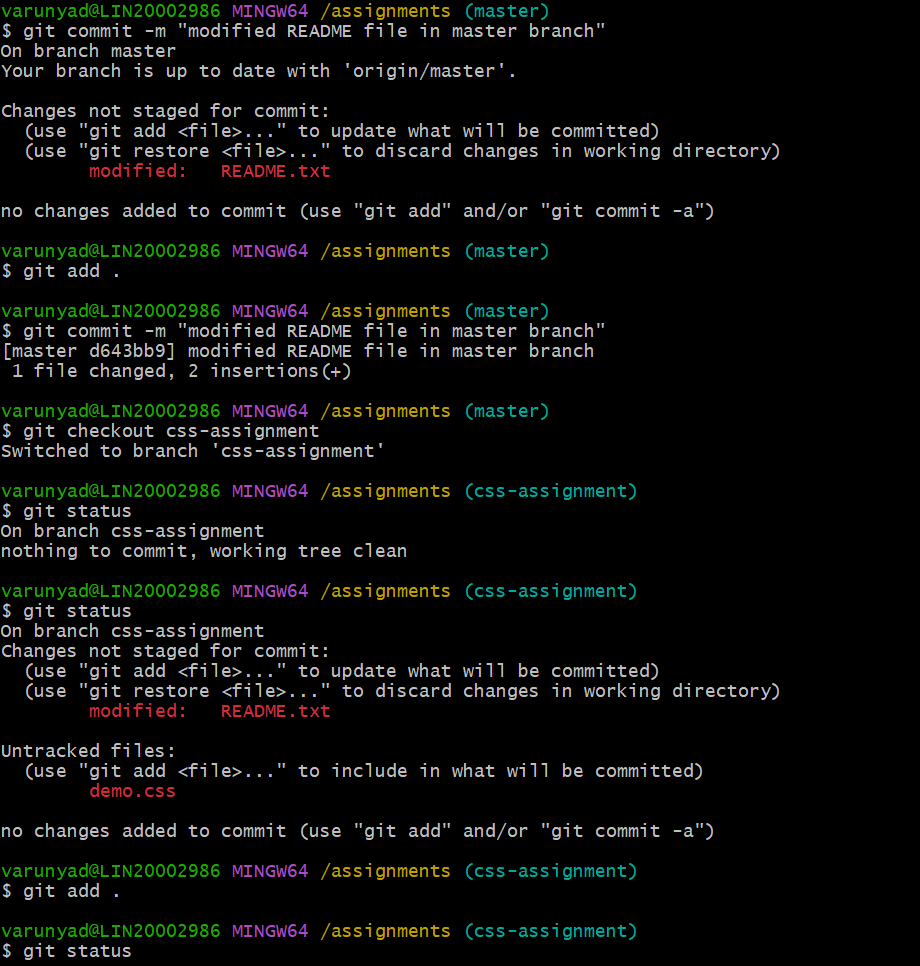 varunyad@LIN20002986 MINGW64 /assignments (master)
$ git commit -m "modified README file in master branch"
On branch master
Your branch is up to date with 'origin/master'.
Changes not staged for commit:
  (use "git add <file>..." to update what will be committed)
  (use "git restore <file>..." to discard changes in working directory)
        modified:   README.txt
no changes added to commit (use "git add" and/or "git commit -a")
varunyad@LIN20002986 MINGW64 /assignments (master)
$ git add .
varunyad@LIN20002986 MINGW64 /assignments (master)
$ git commit -m "modified README file in master branch"
[master d643bb9] modified README file in master branch
 1 file changed, 2 insertions(+)
varunyad@LIN20002986 MINGW64 /assignments (master)
$ git checkout css-assignment
Switched to branch 'css-assignment'
varunyad@LIN20002986 MINGW64 /assignments (css-assignment)
$ git status
On branch css-assignment
nothing to commit, working tree clean
varunyad@LIN20002986 MINGW64 /assignments (css-assignment)
$ git status
On branch css-assignment
Changes not staged for commit:
  (use "git add <file>..." to update what will be committed)
  (use "git restore <file>..." to discard changes in working directory)
        modified:   README.txt
Untracked files:
  (use "git add <file>..." to include in what will be committed)
        demo.css
no changes added to commit (use "git add" and/or "git commit -a")
varunyad@LIN20002986 MINGW64 /assignments (css-assignment)
$ git add .
varunyad@LIN20002986 MINGW64 /assignments (css-assignment)
$ git status